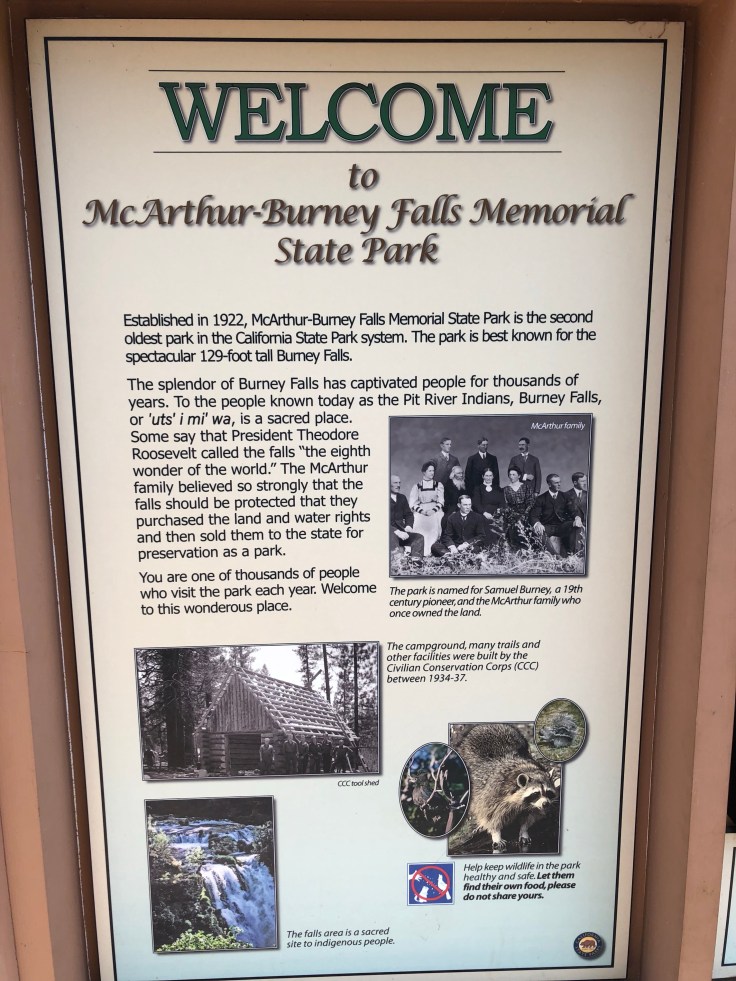 WELCOME
to
McArthur-Burney Falls Memorial
State Park
Established in 1922, McArthur-Burney Falls Memorial State Park is the second
oldest park in the California State Park system. The park is best known for the
spectacular 129-foot tall Burney Falls.
The splendor of Burney Falls has captivated people for thousands of
years. To the people known today as the Pit River Indians, Burney Falls,
or 'uts' i mi' wa, is a sacred place.
Some say that President Theodore
Roosevelt called the falls "the eighth
wonder of the world." The McArthur
family believed so strongly that the
falls should be protected that they
purchased the land and water rights
and then sold them to the state for
preservation as a park.
You are one of thousands of people
who visit the park each year. Welcome
to this wonderous place.
McArthur family
The park is named for Samuel Burney, a 19th
century pioneer, and the McArthur family who
once owned the land.
The campground, many trails and
other facilities were built by the
Civilian Conservation Corps (CCC)
between 1934-37.
CCC tool shed
Help keep wildlife in the park
healthy and safe. Let them
find their own food, please
do not share yours.
The falls area is a sacred
site to indigenous people.